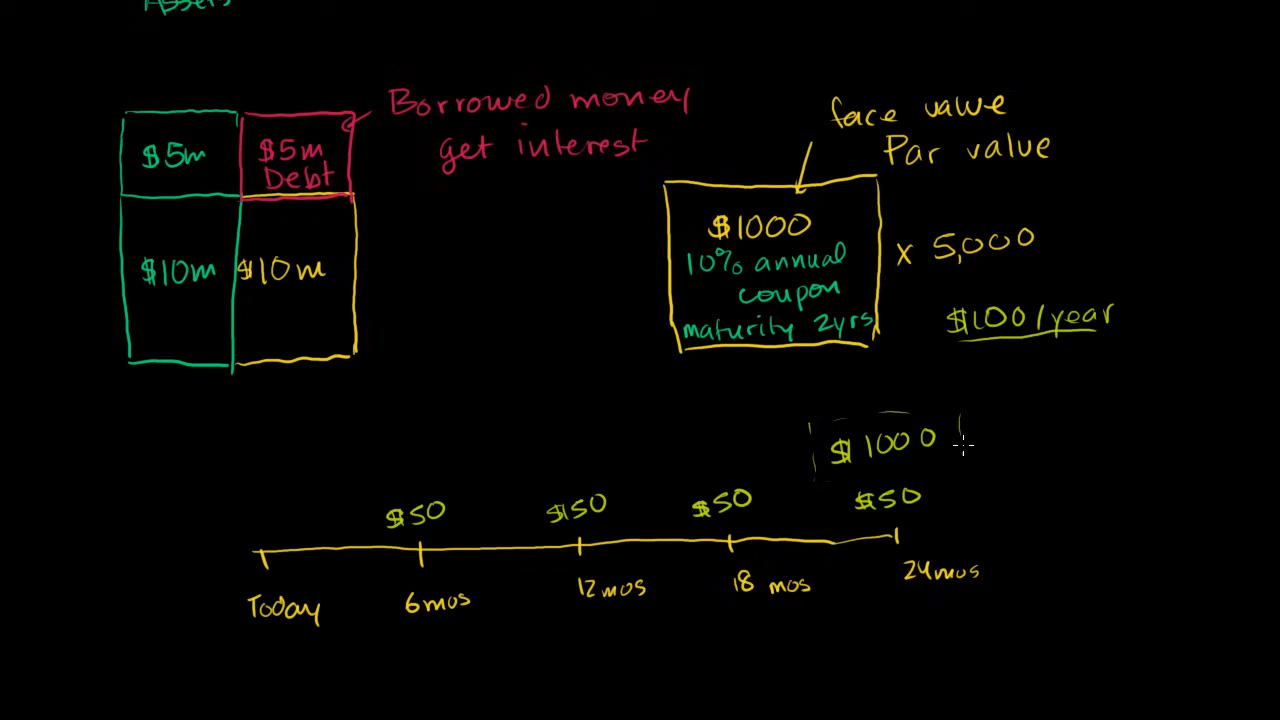 Assets
Borrowed money
get interest
$5m
$5m
Debt
$10m
$10m
face value
Par value
$1000
10% annual
coupon
maturity 2yrs
x 5,000
$100/year
$1000
$50
$50
$50
$50
Today
6mos
12mos
18 mos
24mos